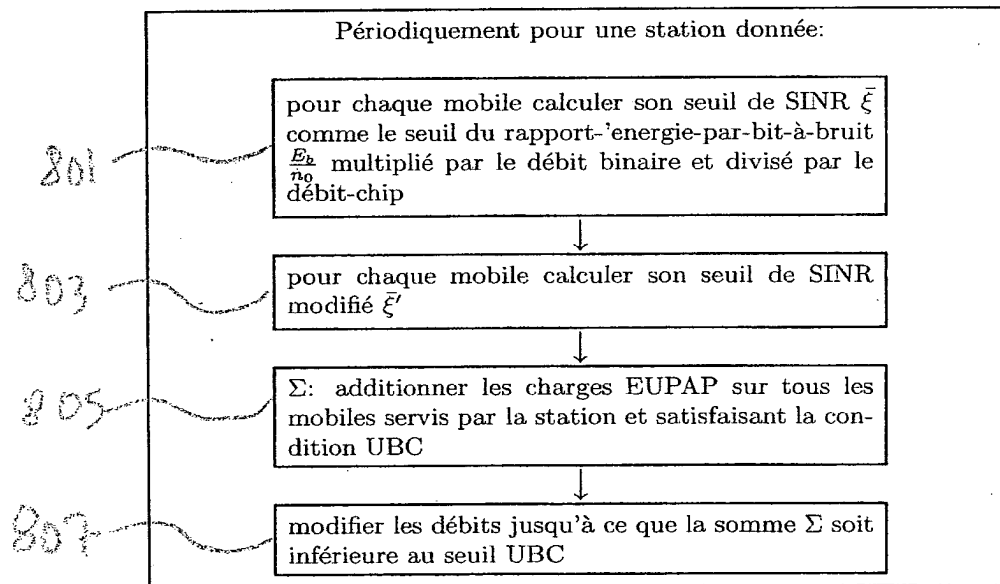 Périodiquement pour une station donnée:
801
pour chaque mobile calculer son seuil de SINR ξ̄
comme le seuil du rapport-'energie-par-bit-à-bruit
E_b/n_0 multiplié par le débit binaire et divisé par le
débit-chip
↓
803
pour chaque mobile calculer son seuil de SINR
modifié ξ̄′
↓
805
Σ: additionner les charges EUPAP sur tous les
mobiles servis par la station et satisfaisant la con-
dition UBC
↓
807
modifier les débits jusqu'à ce que la somme Σ soit
inférieure au seuil UBC